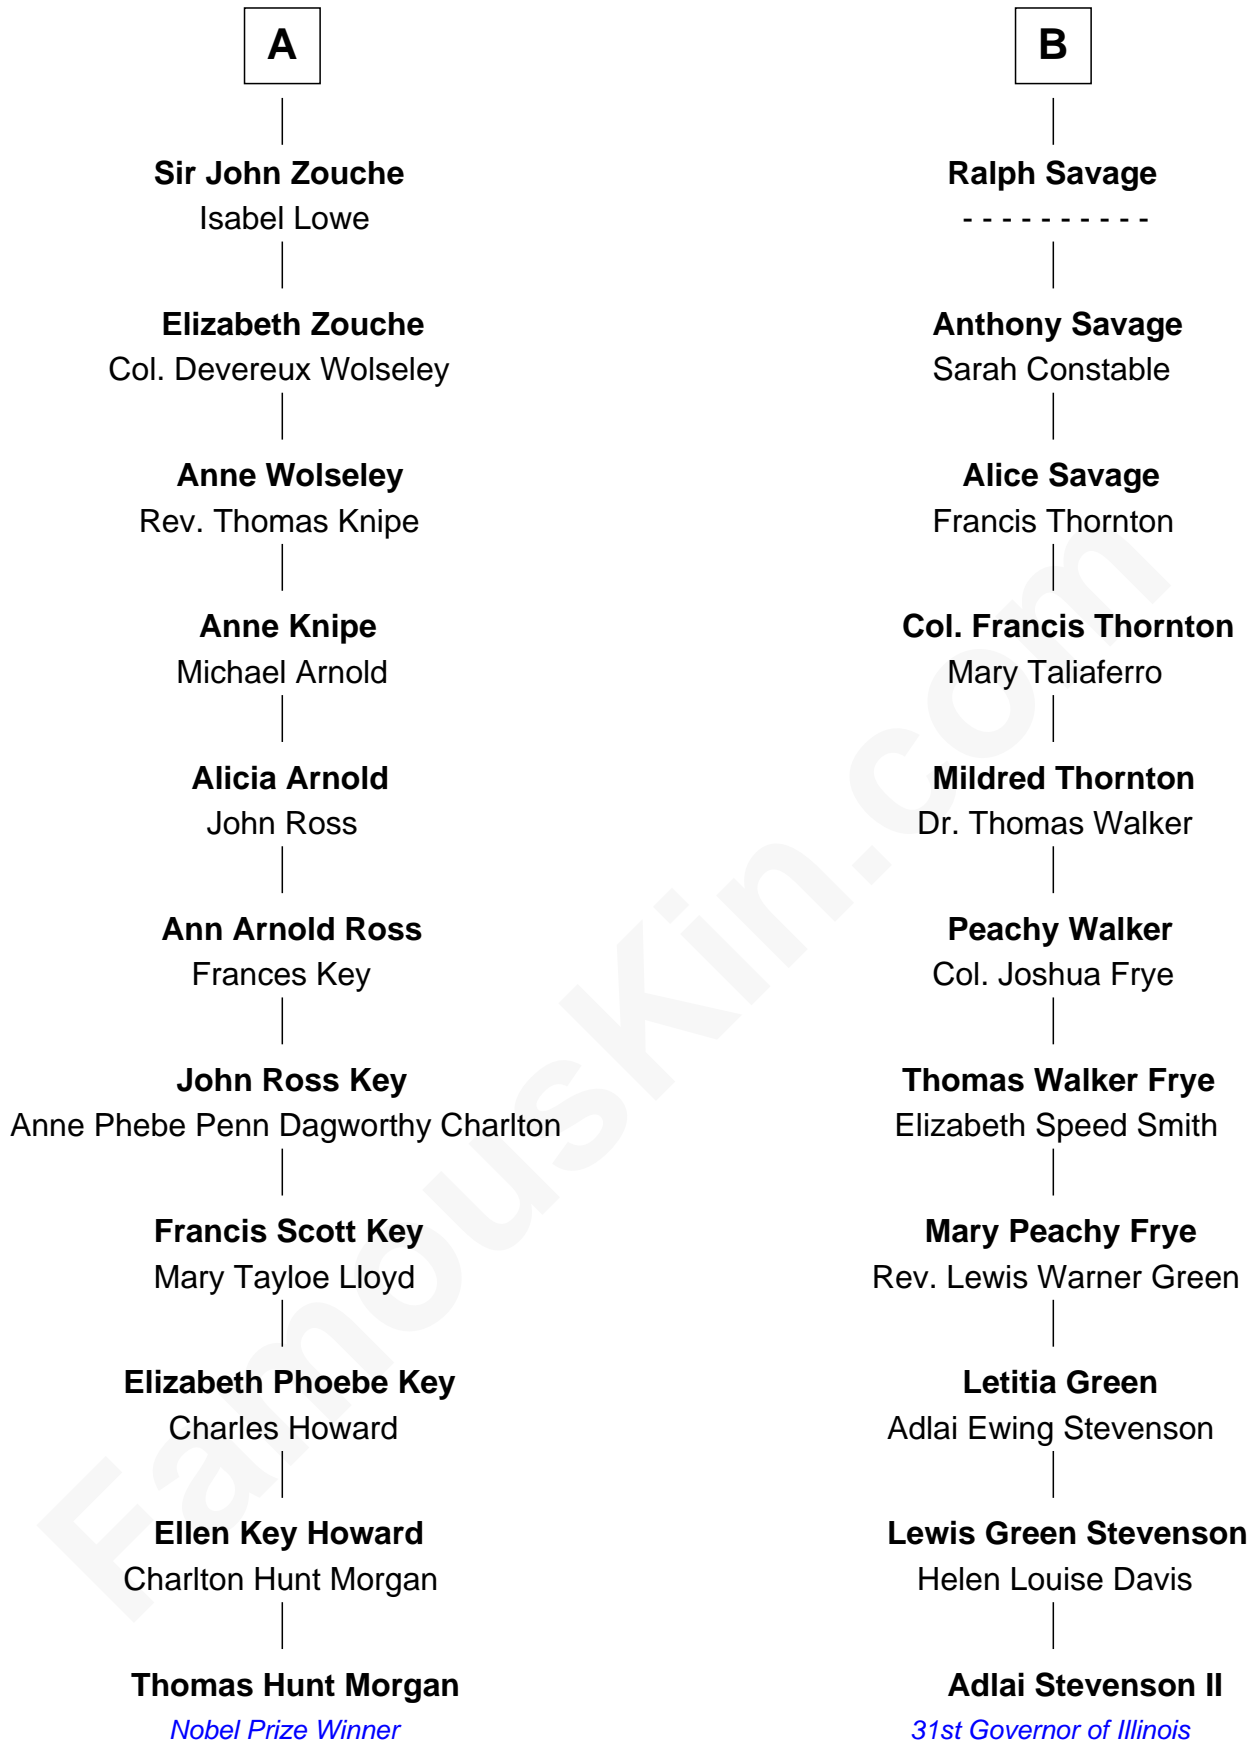 A
Sir John Zouche
Isabel Lowe
Elizabeth Zouche
Col. Devereux Wolseley
Anne Wolseley
Rev. Thomas Knipe
Anne Knipe
Michael Arnold
Alicia Arnold
John Ross
Ann Arnold Ross
Frances Key
John Ross Key
Anne Phebe Penn Dagworthy Charlton
Francis Scott Key
Mary Tayloe Lloyd
Elizabeth Phoebe Key
Charles Howard
Ellen Key Howard
Charlton Hunt Morgan
Thomas Hunt Morgan
Nobel Prize Winner
B
Ralph Savage
- - - - - - - - - -
Anthony Savage
Sarah Constable
Alice Savage
Francis Thornton
Col. Francis Thornton
Mary Taliaferro
Mildred Thornton
Dr. Thomas Walker
Peachy Walker
Col. Joshua Frye
Thomas Walker Frye
Elizabeth Speed Smith
Mary Peachy Frye
Rev. Lewis Warner Green
Letitia Green
Adlai Ewing Stevenson
Lewis Green Stevenson
Helen Louise Davis
Adlai Stevenson II
31st Governor of Illinois
FamousKin.com